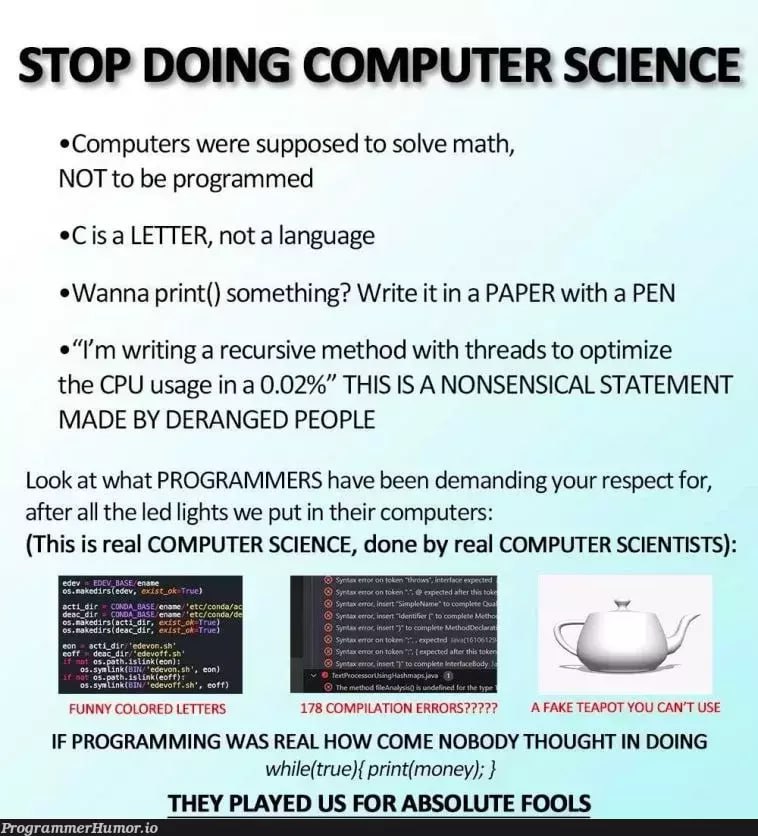 STOP DOING COMPUTER SCIENCE
•Computers were supposed to solve math,
NOT to be programmed
•C is a LETTER, not a language
•Wanna print() something? Write it in a PAPER with a PEN
•“I’m writing a recursive method with threads to optimize
the CPU usage in a 0.02%” THIS IS A NONSENSICAL STATEMENT
MADE BY DERANGED PEOPLE
Look at what PROGRAMMERS have been demanding your respect for,
after all the led lights we put in their computers:
(This is real COMPUTER SCIENCE, done by real COMPUTER SCIENTISTS):
edev = EDEV_BASE/ename
os.makedirs(edev, exist_ok=True)
acti_dir = CONDA_BASE/ename/'etc/conda/ac
deac_dir = CONDA_BASE/ename/'etc/conda/de
os.makedirs(acti_dir, exist_ok=True)
os.makedirs(deac_dir, exist_ok=True)
eon = acti_dir/'edevon.sh'
eoff = deac_dir/'edevoff.sh'
if not os.path.islink(eon):
os.symlink(BIN/'edevon.sh', eon)
if not os.path.islink(eoff):
os.symlink(BIN/'edevoff.sh', eoff)
Syntax error on token "throws", interface expected
Syntax error on token ".", @ expected after this toke
Syntax error, insert "SimpleName" to complete Qual
Syntax error, insert "Identifier (" to complete Metho
Syntax error, insert ")" to complete MethodDeclarat
Syntax error on token ";", , expected Java(16106129
Syntax error on token ";", { expected after this token
Syntax error, insert "}" to complete InterfaceBody Ja
TextProcessorUsingHashmaps.java 1
The method fileAnalysis() is undefined for the type
FUNNY COLORED LETTERS
178 COMPILATION ERRORS?????
A FAKE TEAPOT YOU CAN’T USE
IF PROGRAMMING WAS REAL HOW COME NOBODY THOUGHT IN DOING
while(true){ print(money); }
THEY PLAYED US FOR ABSOLUTE FOOLS
ProgrammerHumor.io